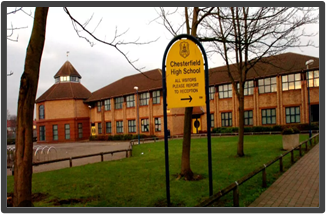 Chesterfield
High School
ALL VISITORS
PLEASE REPORT
TO RECEPTION